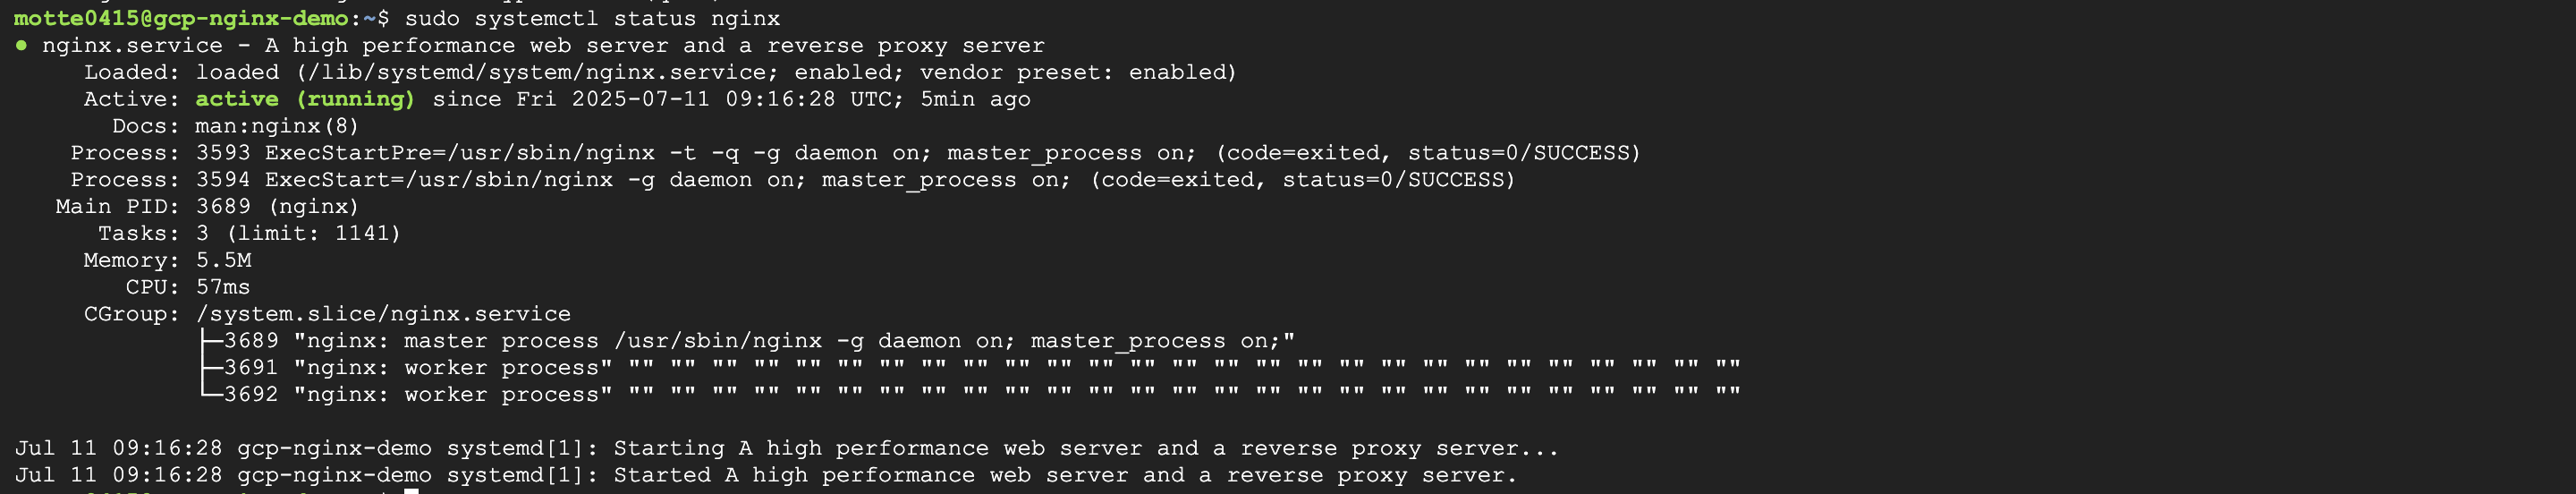 motte0415@gcp-nginx-demo:~$ sudo systemctl status nginx
● nginx.service - A high performance web server and a reverse proxy server
     Loaded: loaded (/lib/systemd/system/nginx.service; enabled; vendor preset: enabled)
     Active: active (running) since Fri 2025-07-11 09:16:28 UTC; 5min ago
       Docs: man:nginx(8)
    Process: 3593 ExecStartPre=/usr/sbin/nginx -t -q -g daemon on; master_process on; (code=exited, status=0/SUCCESS)
    Process: 3594 ExecStart=/usr/sbin/nginx -g daemon on; master_process on; (code=exited, status=0/SUCCESS)
   Main PID: 3689 (nginx)
      Tasks: 3 (limit: 1141)
     Memory: 5.5M
        CPU: 57ms
     CGroup: /system.slice/nginx.service
             ├─3689 "nginx: master process /usr/sbin/nginx -g daemon on; master_process on;"
             ├─3691 "nginx: worker process" "" "" "" "" "" "" "" "" "" "" "" "" "" "" "" "" "" "" "" "" "" "" "" "" "" "" ""
             └─3692 "nginx: worker process" "" "" "" "" "" "" "" "" "" "" "" "" "" "" "" "" "" "" "" "" "" "" "" "" "" "" ""
Jul 11 09:16:28 gcp-nginx-demo systemd[1]: Starting A high performance web server and a reverse proxy server...
Jul 11 09:16:28 gcp-nginx-demo systemd[1]: Started A high performance web server and a reverse proxy server.